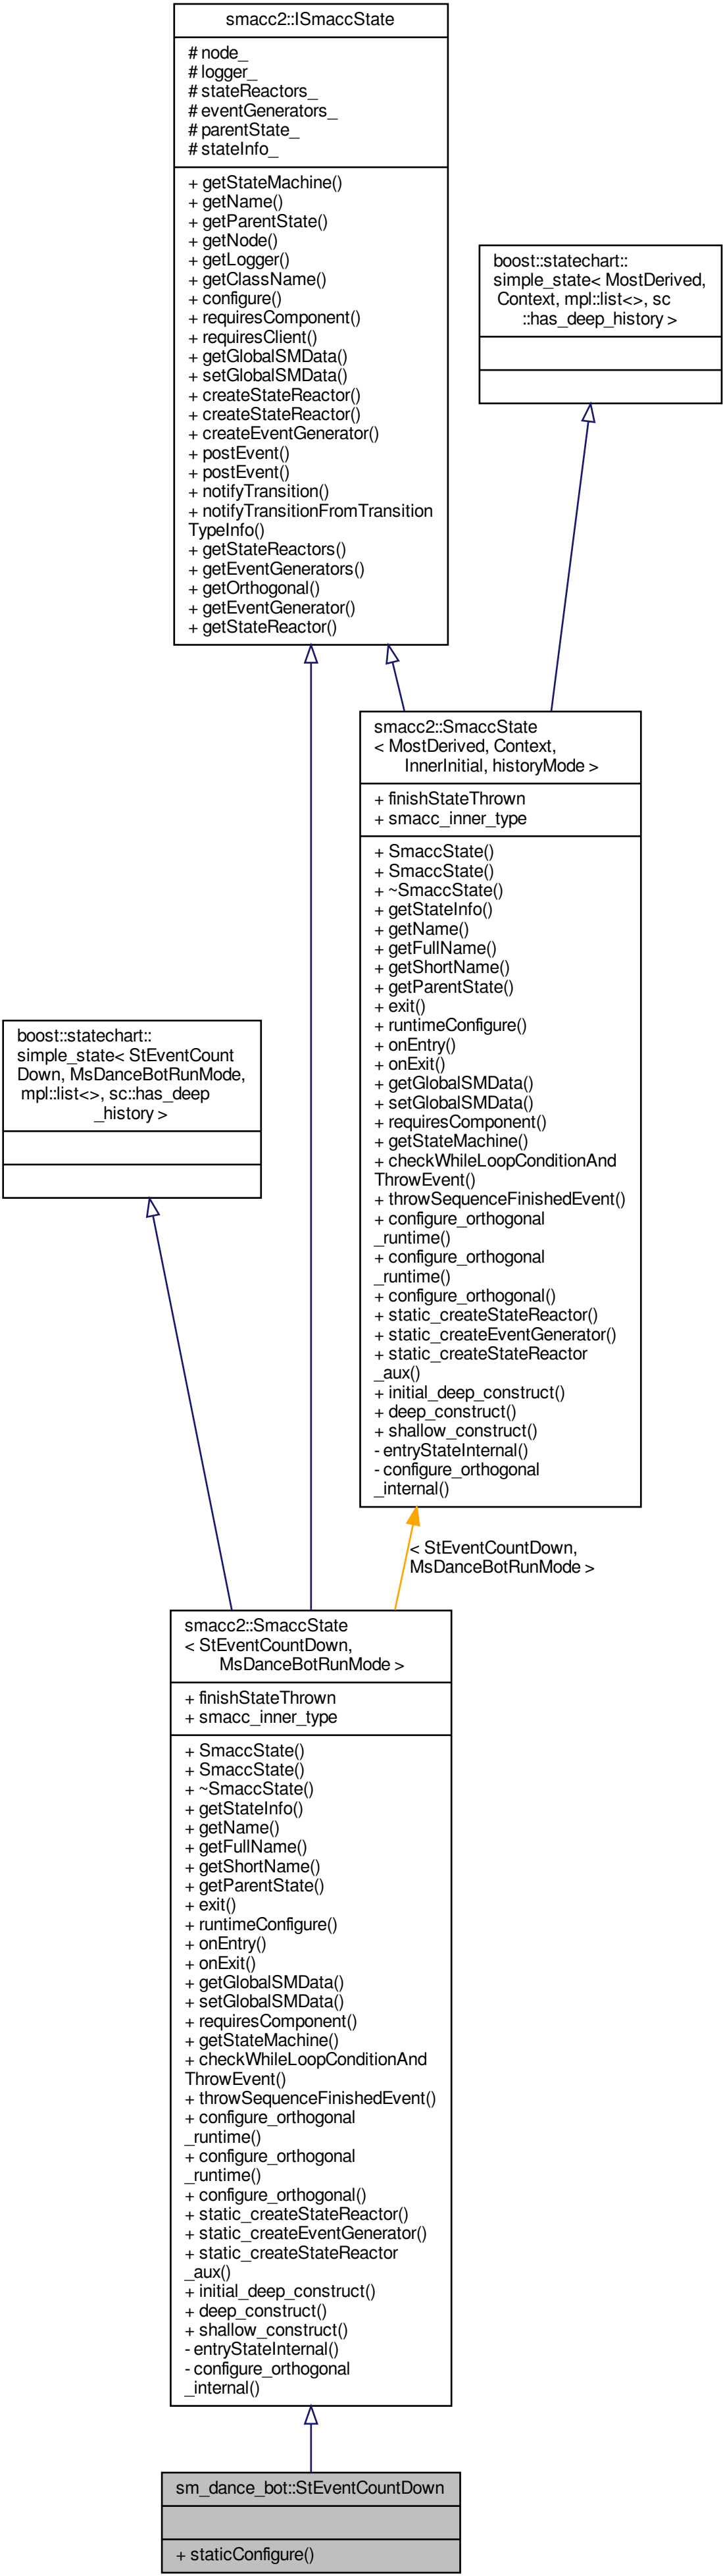 smacc2::ISmaccState
# node_
# logger_
# stateReactors_
# eventGenerators_
# parentState_
# stateInfo_
+ getStateMachine()
+ getName()
+ getParentState()
+ getNode()
+ getLogger()
+ getClassName()
+ configure()
+ requiresComponent()
+ requiresClient()
+ getGlobalSMData()
+ setGlobalSMData()
+ createStateReactor()
+ createStateReactor()
+ createEventGenerator()
+ postEvent()
+ postEvent()
+ notifyTransition()
+ notifyTransitionFromTransition
TypeInfo()
+ getStateReactors()
+ getEventGenerators()
+ getOrthogonal()
+ getEventGenerator()
+ getStateReactor()
boost::statechart::
simple_state< MostDerived,
Context, mpl::list<>, sc
::has_deep_history >
smacc2::SmaccState
< MostDerived, Context,
InnerInitial, historyMode >
+ finishStateThrown
+ smacc_inner_type
+ SmaccState()
+ SmaccState()
+ ~SmaccState()
+ getStateInfo()
+ getName()
+ getFullName()
+ getShortName()
+ getParentState()
+ exit()
+ runtimeConfigure()
+ onEntry()
+ onExit()
+ getGlobalSMData()
+ setGlobalSMData()
+ requiresComponent()
+ getStateMachine()
+ checkWhileLoopConditionAnd
ThrowEvent()
+ throwSequenceFinishedEvent()
+ configure_orthogonal
_runtime()
+ configure_orthogonal
_runtime()
+ configure_orthogonal()
+ static_createStateReactor()
+ static_createEventGenerator()
+ static_createStateReactor
_aux()
+ initial_deep_construct()
+ deep_construct()
+ shallow_construct()
- entryStateInternal()
- configure_orthogonal
_internal()
boost::statechart::
simple_state< StEventCount
Down, MsDanceBotRunMode,
mpl::list<>, sc::has_deep
_history >
< StEventCountDown,
MsDanceBotRunMode >
smacc2::SmaccState
< StEventCountDown,
MsDanceBotRunMode >
+ finishStateThrown
+ smacc_inner_type
+ SmaccState()
+ SmaccState()
+ ~SmaccState()
+ getStateInfo()
+ getName()
+ getFullName()
+ getShortName()
+ getParentState()
+ exit()
+ runtimeConfigure()
+ onEntry()
+ onExit()
+ getGlobalSMData()
+ setGlobalSMData()
+ requiresComponent()
+ getStateMachine()
+ checkWhileLoopConditionAnd
ThrowEvent()
+ throwSequenceFinishedEvent()
+ configure_orthogonal
_runtime()
+ configure_orthogonal
_runtime()
+ configure_orthogonal()
+ static_createStateReactor()
+ static_createEventGenerator()
+ static_createStateReactor
_aux()
+ initial_deep_construct()
+ deep_construct()
+ shallow_construct()
- entryStateInternal()
- configure_orthogonal
_internal()
sm_dance_bot::StEventCountDown
+ staticConfigure()